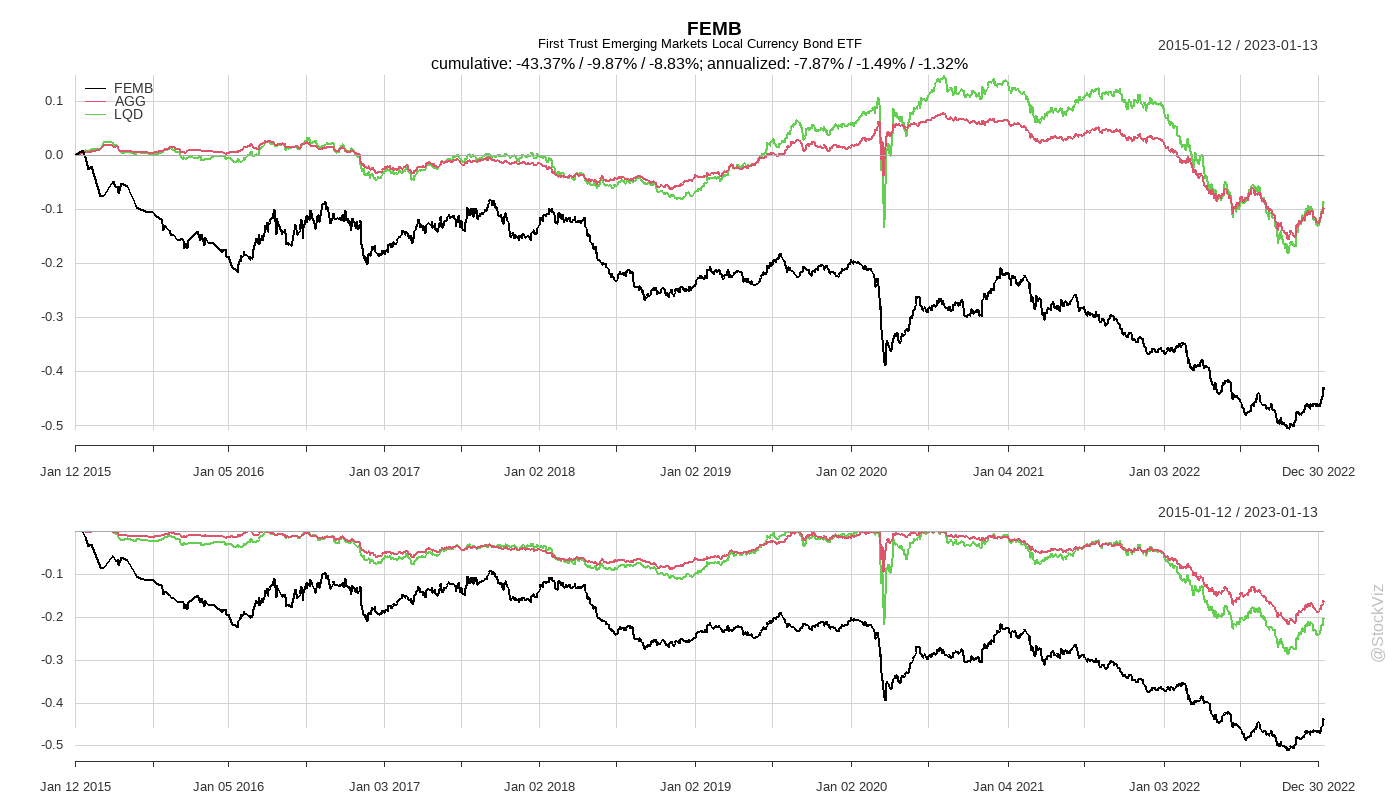 FEMB
First Trust Emerging Markets Local Currency Bond ETF
2015-01-12 / 2023-01-13
cumulative: -43.37% / -9.87% / -8.83%; annualized: -7.87% / -1.49% / -1.32%
FEMB
AGG
LQD
0.1
0.0
-0.1
-0.2
-0.3
-0.4
-0.5
Jan 12 2015 Jan 05 2016 Jan 03 2017 Jan 02 2018 Jan 02 2019 Jan 02 2020 Jan 04 2021 Jan 03 2022 Dec 30 2022
2015-01-12 / 2023-01-13
-0.1
-0.2
-0.3
-0.4
-0.5
Jan 12 2015 Jan 05 2016 Jan 03 2017 Jan 02 2018 Jan 02 2019 Jan 02 2020 Jan 04 2021 Jan 03 2022 Dec 30 2022
@StockViz